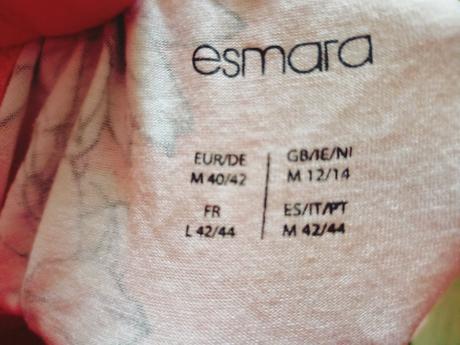 esmara
EUR/DE
M 40/42
GB/IE/NI
M 12/14
FR
L 42/44
ES/IT/PT
M 42/44